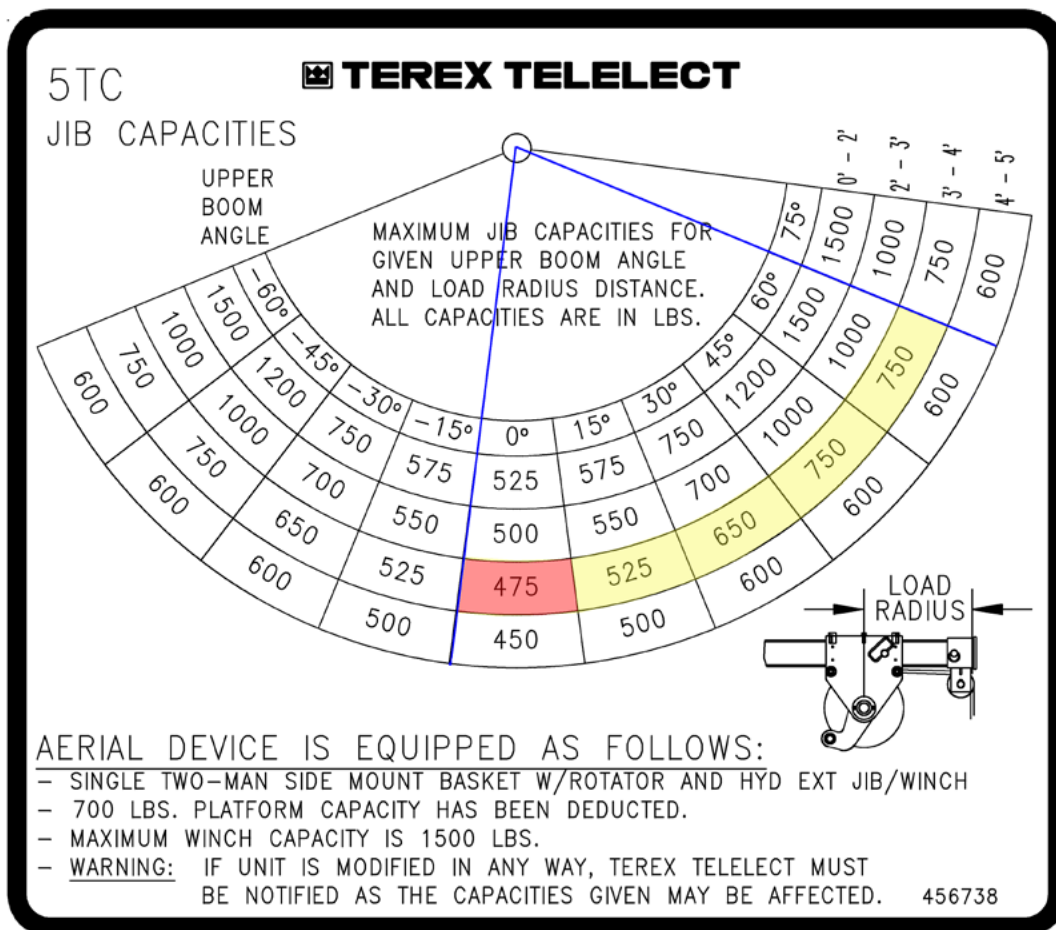 5TC
TEREX TELELECT
JIB CAPACITIES
UPPER
BOOM
ANGLE
MAXIMUM JIB CAPACITIES FOR
GIVEN UPPER BOOM ANGLE
AND LOAD RADIUS DISTANCE.
ALL CAPACITIES ARE IN LBS.
0' - 2'
2' - 3'
3' - 4'
4' - 5'
-60° -45° -30° -15° 0° 15° 30° 45° 60° 75°
1500 1200 750 575 525 575 750 1200 1500 1500
1000 1000 700 550 500 550 700 1000 1000 1000
750 750 650 525 475 525 650 750 750 750
600 600 600 500 450 500 600 600 600 600
LOAD
RADIUS
AERIAL DEVICE IS EQUIPPED AS FOLLOWS:
- SINGLE TWO-MAN SIDE MOUNT BASKET W/ROTATOR AND HYD EXT JIB/WINCH
- 700 LBS. PLATFORM CAPACITY HAS BEEN DEDUCTED.
- MAXIMUM WINCH CAPACITY IS 1500 LBS.
- WARNING: IF UNIT IS MODIFIED IN ANY WAY, TEREX TELELECT MUST
BE NOTIFIED AS THE CAPACITIES GIVEN MAY BE AFFECTED. 456738